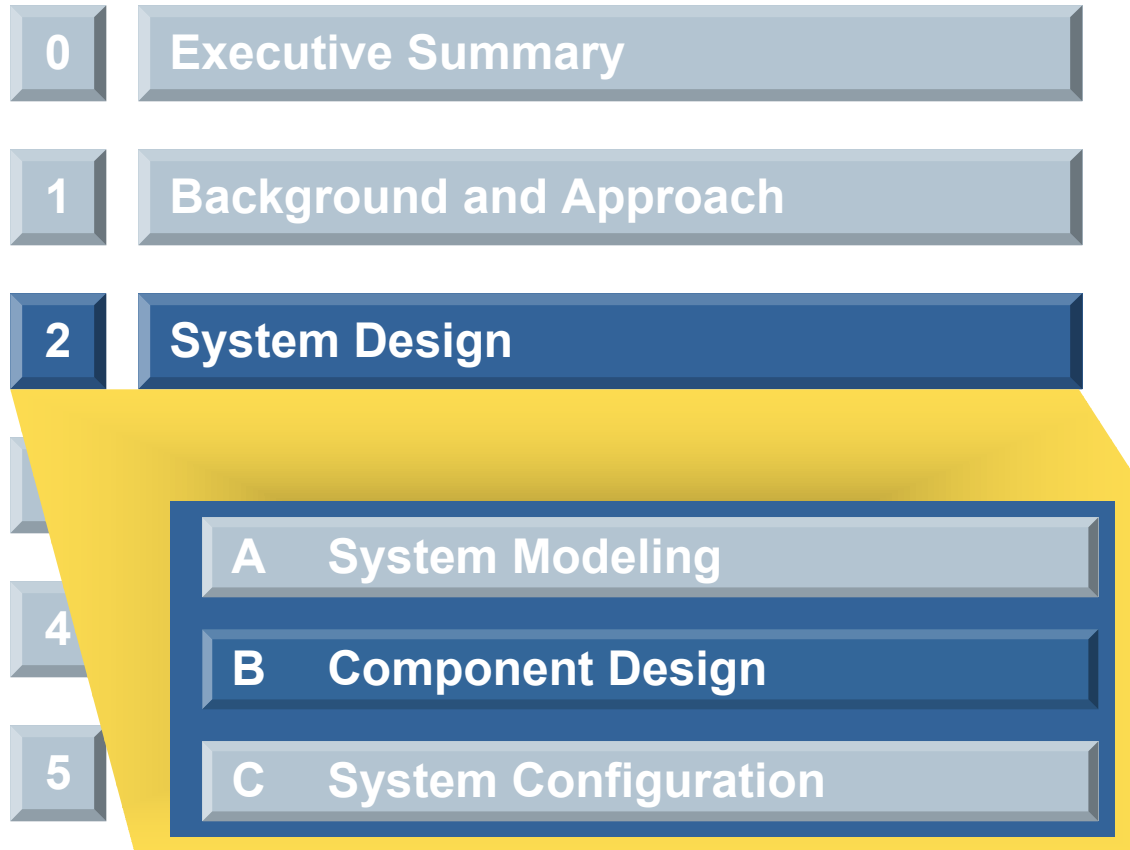 0 Executive Summary
1 Background and Approach
2 System Design
A System Modeling
4
B Component Design
5
C System Configuration